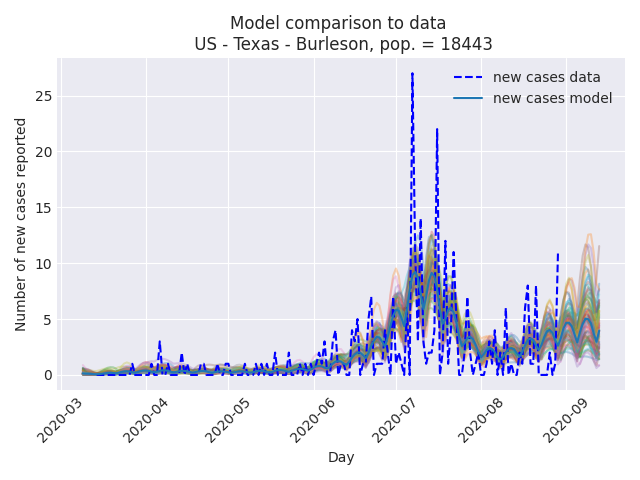 Model comparison to data
US - Texas - Burleson, pop. = 18443
new cases data
new cases model
Number of new cases reported
25
20
15
10
5
0
2020-03
2020-04
2020-05
2020-06
2020-07
2020-08
2020-09
Day